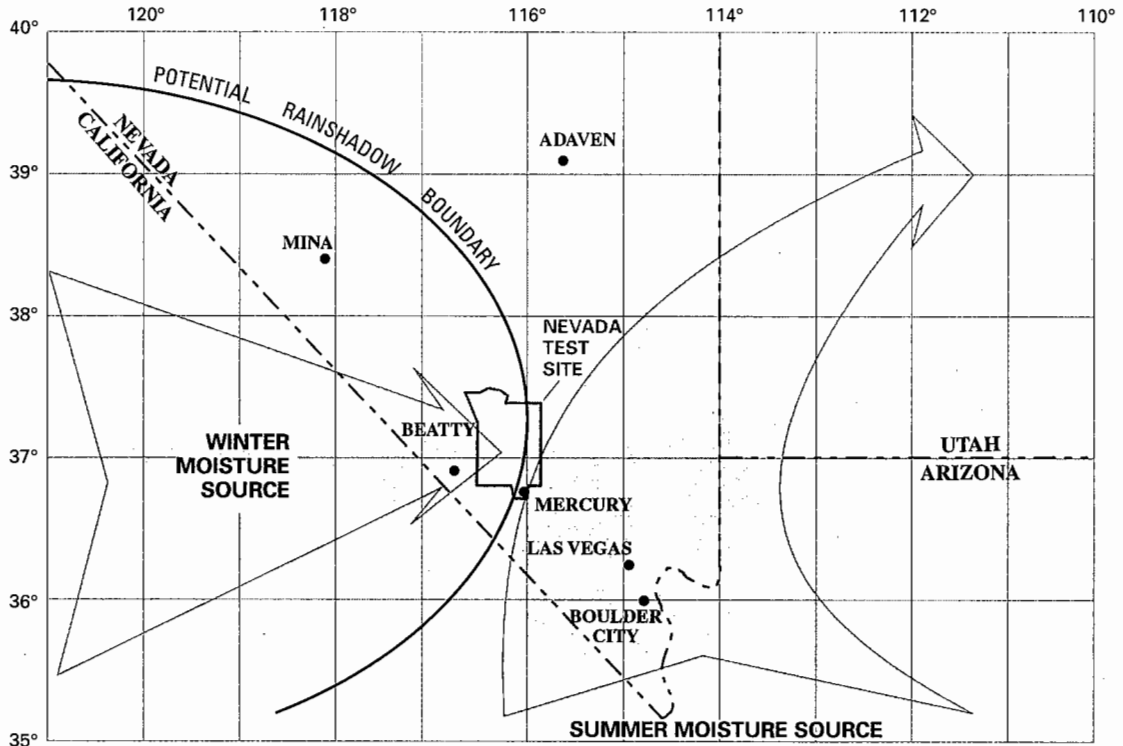 120° 118° 116° 114° 112° 110°
40°
POTENTIAL RAINSHADOW BOUNDARY
NEVADA
CALIFORNIA
ADAVEN
39°
MINA
38°
NEVADA
TEST
SITE
BEATTY
WINTER
MOISTURE
SOURCE
37°
UTAH
ARIZONA
MERCURY
LAS VEGAS
36°
BOULDER
CITY
SUMMER MOISTURE SOURCE
35°